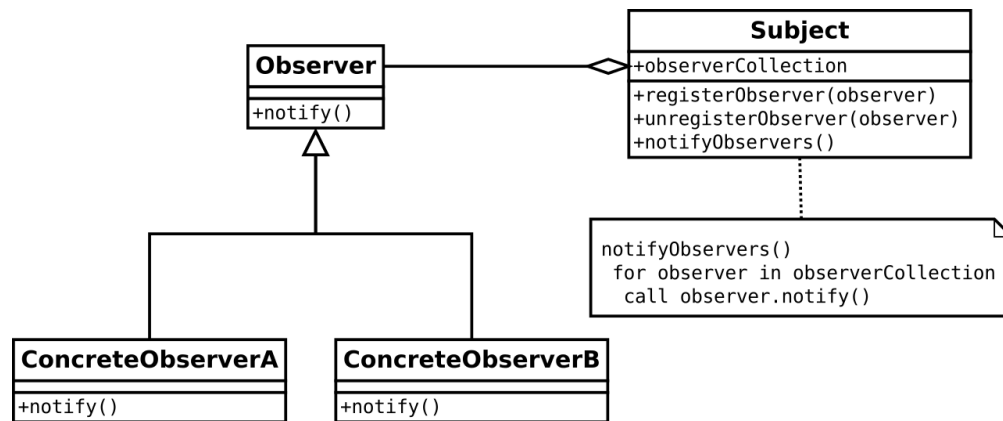 Subject
+observerCollection
+registerObserver(observer)
+unregisterObserver(observer)
+notifyObservers()
Observer
+notify()
notifyObservers()
for observer in observerCollection
call observer.notify()
ConcreteObserverA
+notify()
ConcreteObserverB
+notify()